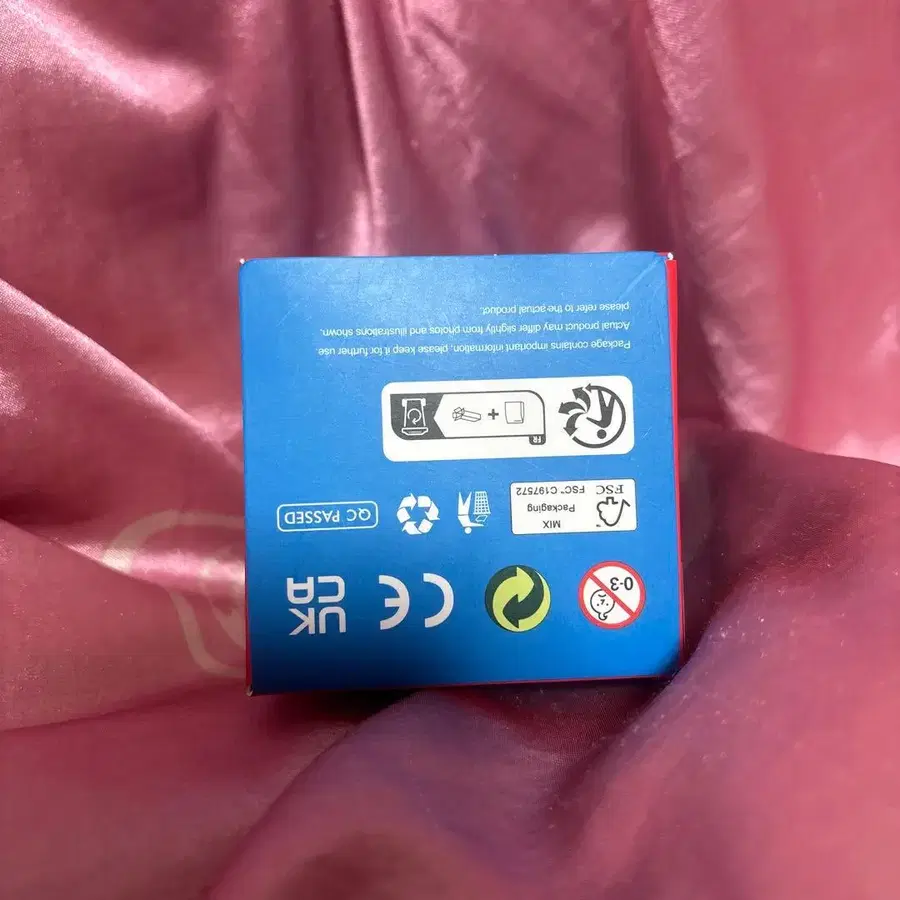 0-3
CE
UK
CA
MIX
Packaging
FSC
FSC™ C197572
QC PASSED
FR
+
Package contains important information, please keep it for further use.
Actual product may differ slightly from photos and illustrations shown,
please refer to the actual product.